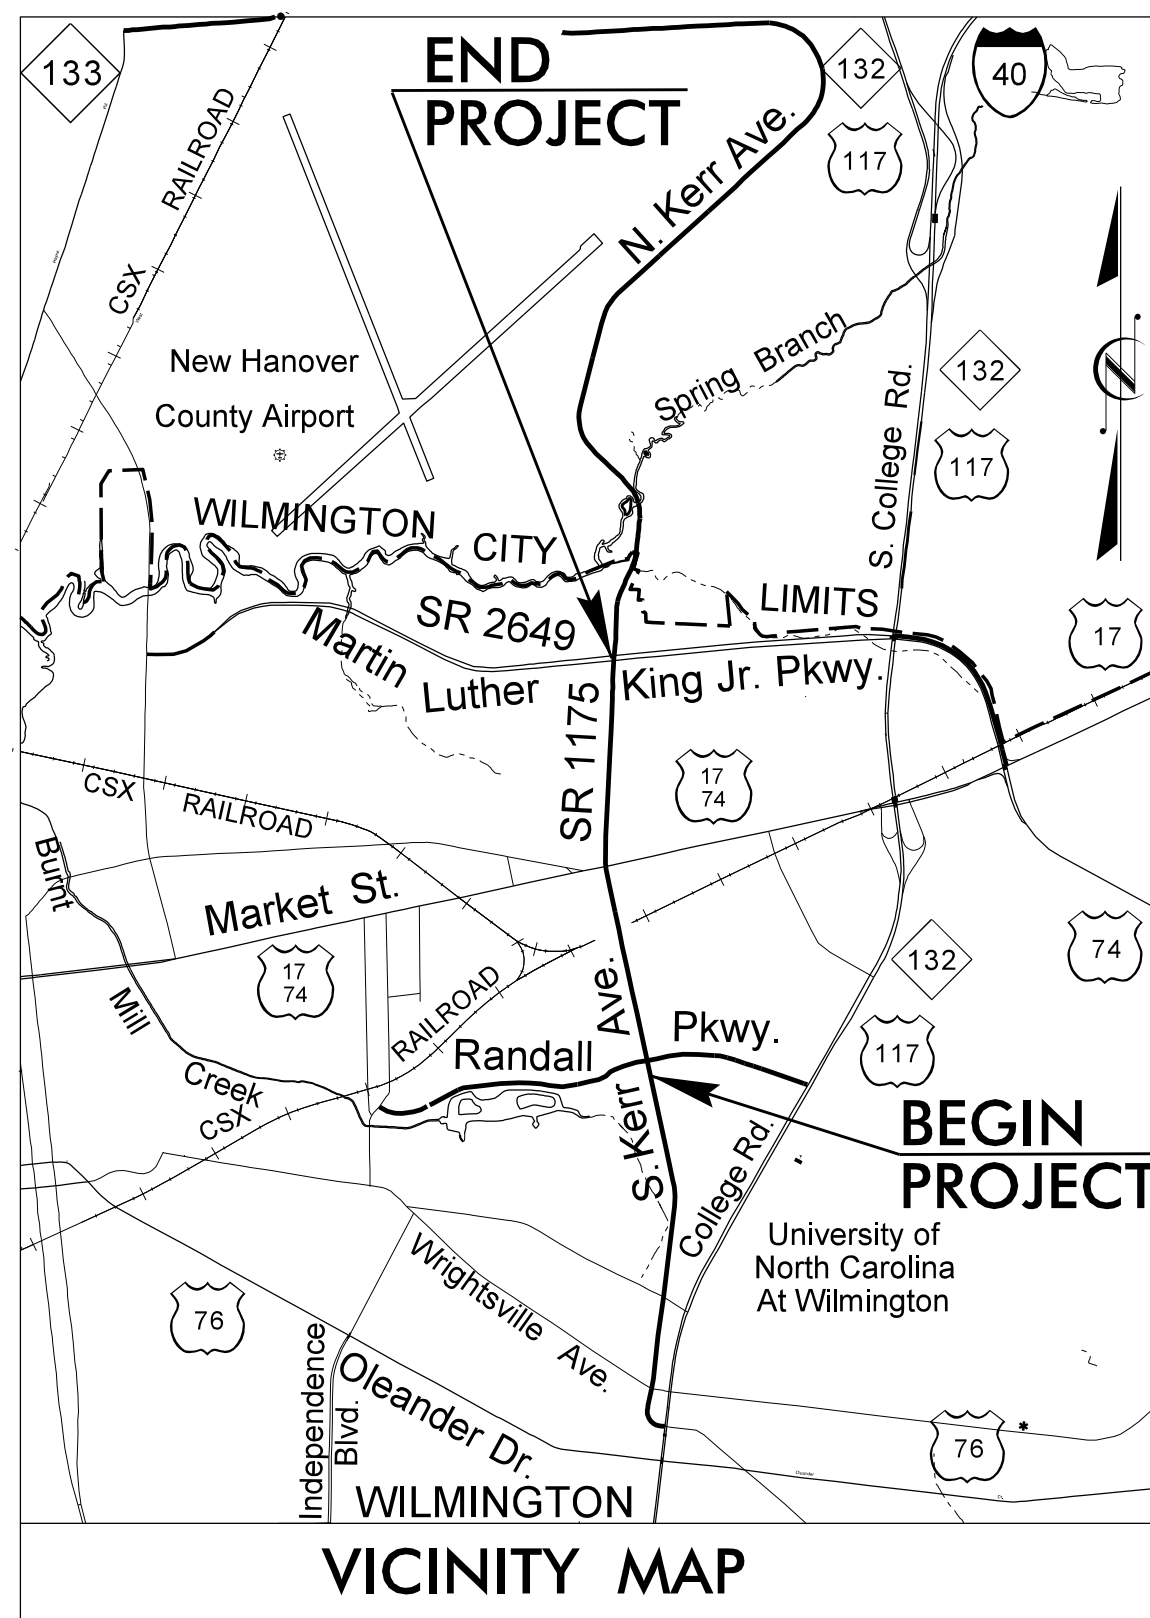 133
END
PROJECT
132
40
117
RAILROAD
CSX
N. Kerr Ave.
New Hanover
County Airport
Spring Branch
S. College Rd.
132
117
N
WILMINGTON CITY LIMITS
SR 2649
Martin Luther King Jr. Pkwy.
17
SR 1175
CSX RAILROAD
17
74
Burnt Mill Creek
Market St.
17
74
132
74
117
RAILROAD
CSX
Randall Pkwy.
S. Kerr Ave.
BEGIN
PROJECT
College Rd.
University of
North Carolina
At Wilmington
Wrightsville Ave.
76
Independence
Blvd.
Oleander Dr.
76
Oleander
WILMINGTON
VICINITY MAP